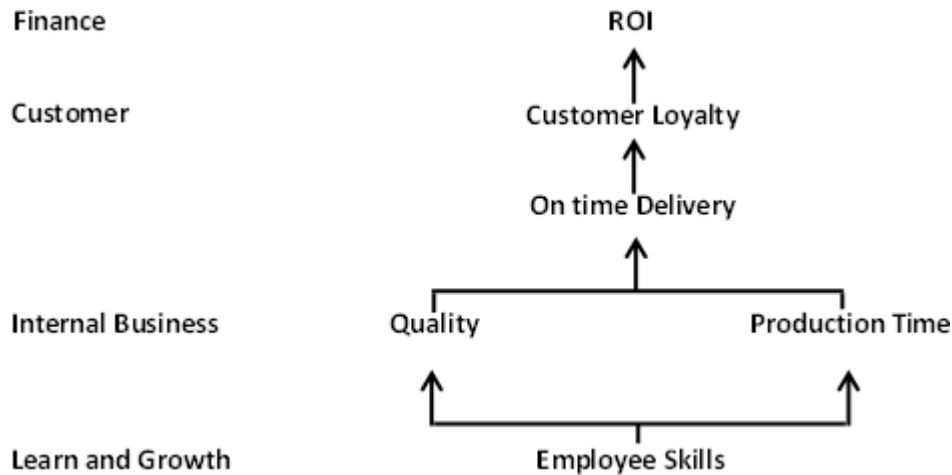 Finance ROI
Customer Customer Loyalty
On time Delivery
Internal Business Quality Production Time
Learn and Growth Employee Skills